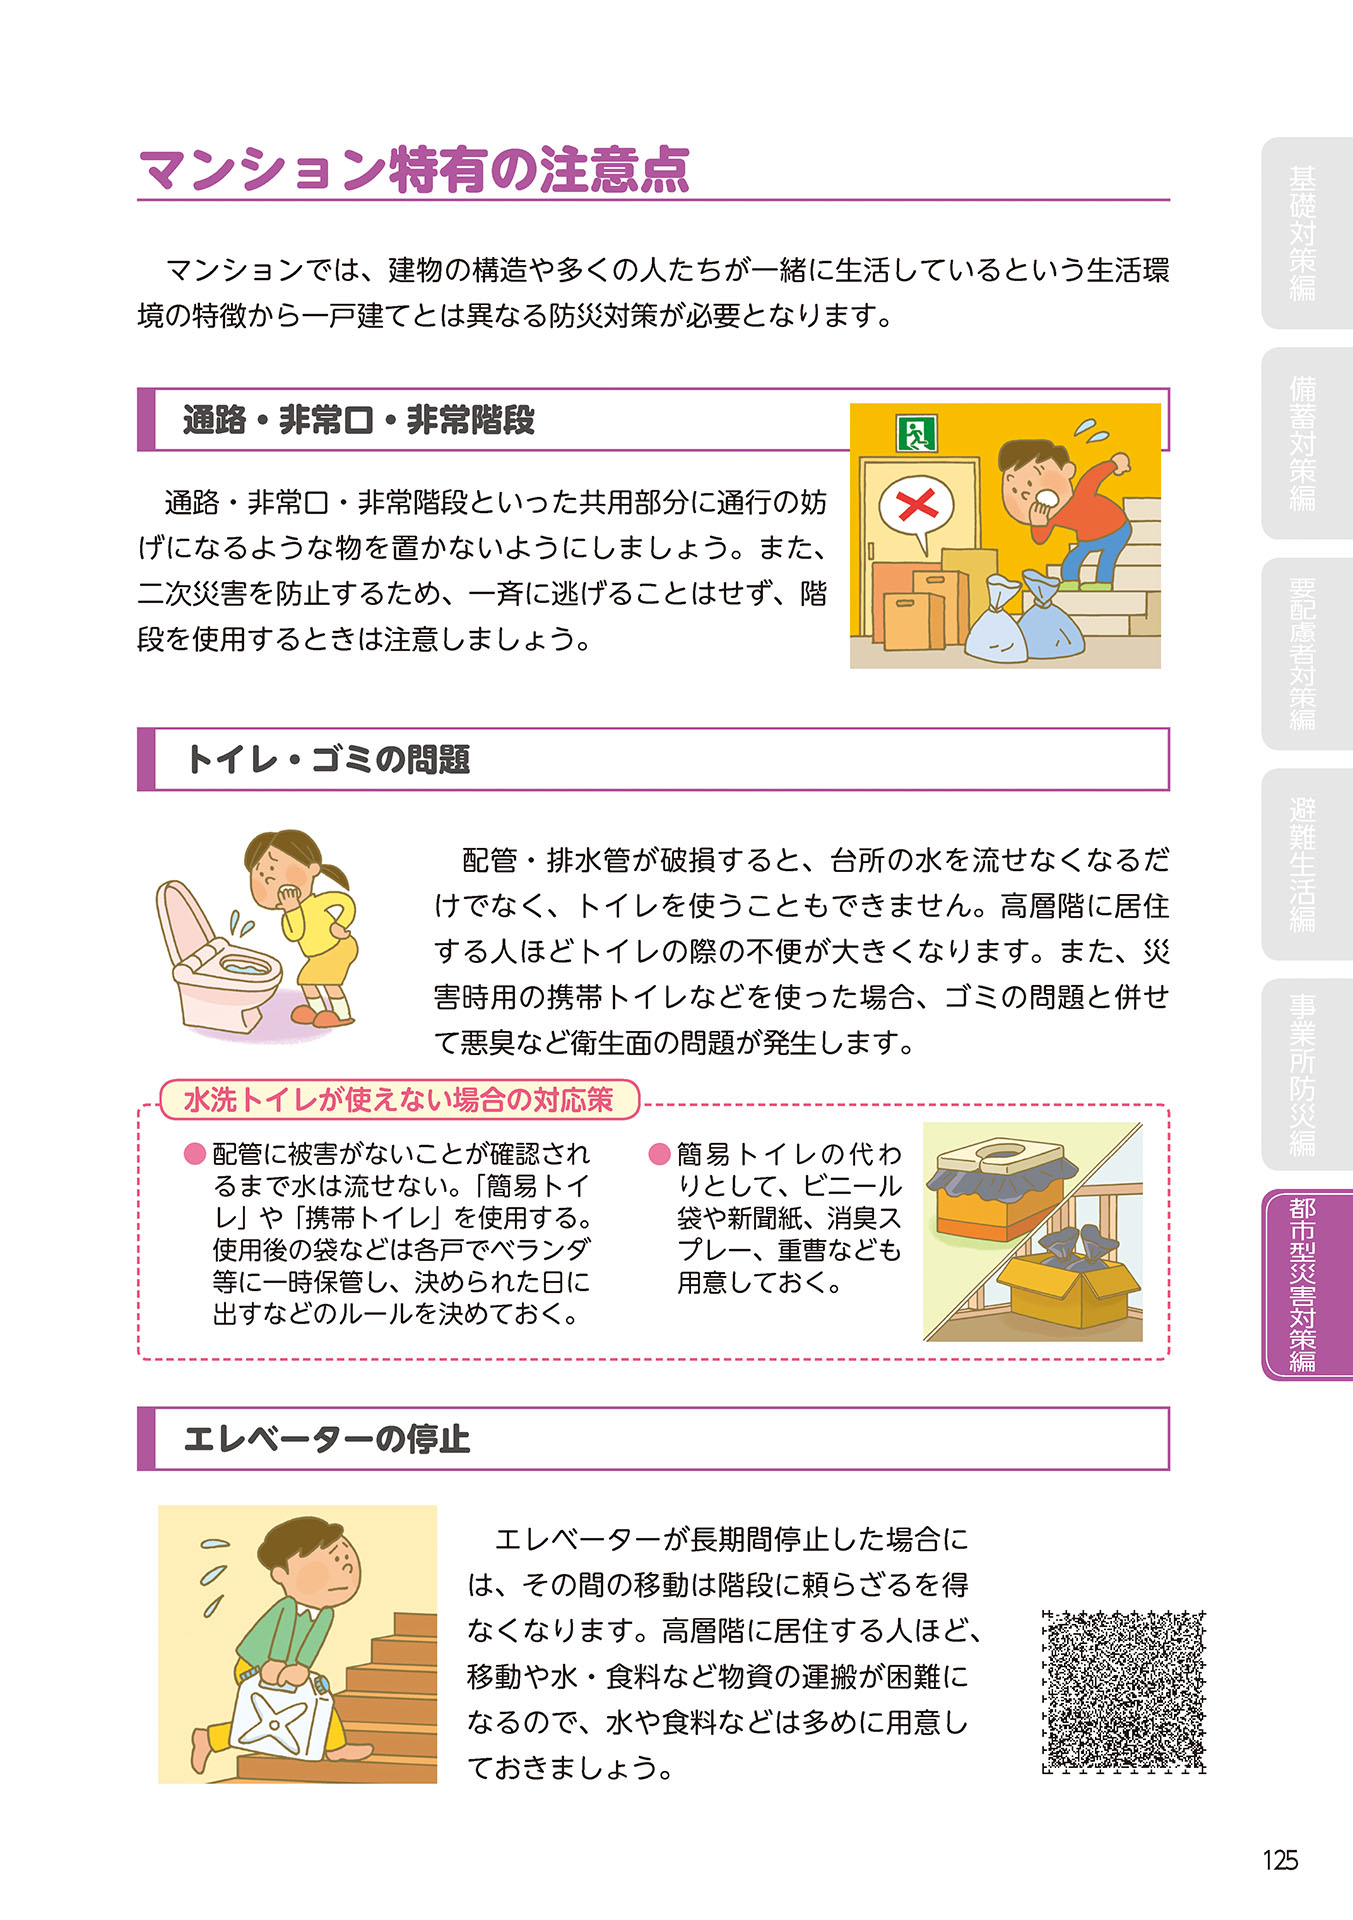 マンション特有の注意点
マンションでは、建物の構造や多くの人たちが一緒に生活しているという生活環
境の特徴から一戸建てとは異なる防災対策が必要となります。
通路・非常口・非常階段
通路・非常口・非常階段といった共用部分に通行の妨
げになるような物を置かないようにしましょう。また、
二次災害を防止するため、一斉に逃げることはせず、階
段を使用するときは注意しましょう。
トイレ・ゴミの問題
配管・排水管が破損すると、台所の水を流せなくなるだ
けでなく、トイレを使うこともできません。高層階に居住
する人ほどトイレの際の不便が大きくなります。また、災
害時用の携帯トイレなどを使った場合、ゴミの問題と併せ
て悪臭など衛生面の問題が発生します。
水洗トイレが使えない場合の対応策
●配管に被害がないことが確認され
るまで水は流せない。「簡易トイ
レ」や「携帯トイレ」を使用する。
使用後の袋などは各戸でベランダ
等に一時保管し、決められた日に
出すなどのルールを決めておく。
●簡易トイレの代わ
りとして、ビニール
袋や新聞紙、消臭ス
プレー、重曹なども
用意しておく。
エレベーターの停止
エレベーターが長期間停止した場合に
は、その間の移動は階段に頼らざるを得
なくなります。高層階に居住する人ほど、
移動や水・食料など物資の運搬が困難に
なるので、水や食料などは多めに用意し
ておきましょう。
基礎対策編
備蓄対策編
要配慮者対策編
避難生活編
事業所防災編
都市型災害対策編
125